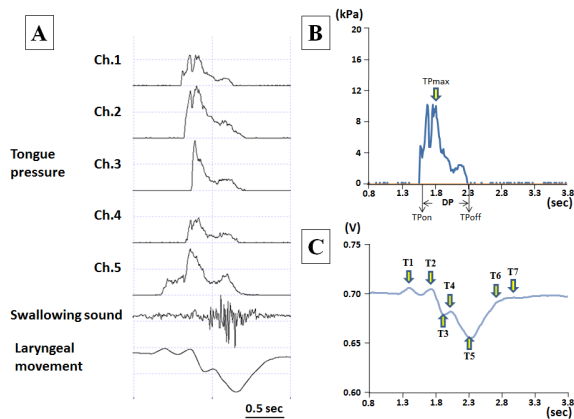 A
Ch.1
Ch.2
Tongue
pressure
Ch.3
Ch.4
Ch.5
Swallowing sound
Laryngeal
movement
0.5 sec
B
(kPa)
20
16
12
8
4
0
TPmax
0.8 1.3 1.8 2.3 2.8 3.3 3.8
(sec)
DP
TPon TPoff
C
(V)
0.75
0.70
0.65
0.60
T1 T2 T4 T6 T7
T3 T5
0.8 1.3 1.8 2.3 2.8 3.3 3.8
(sec)